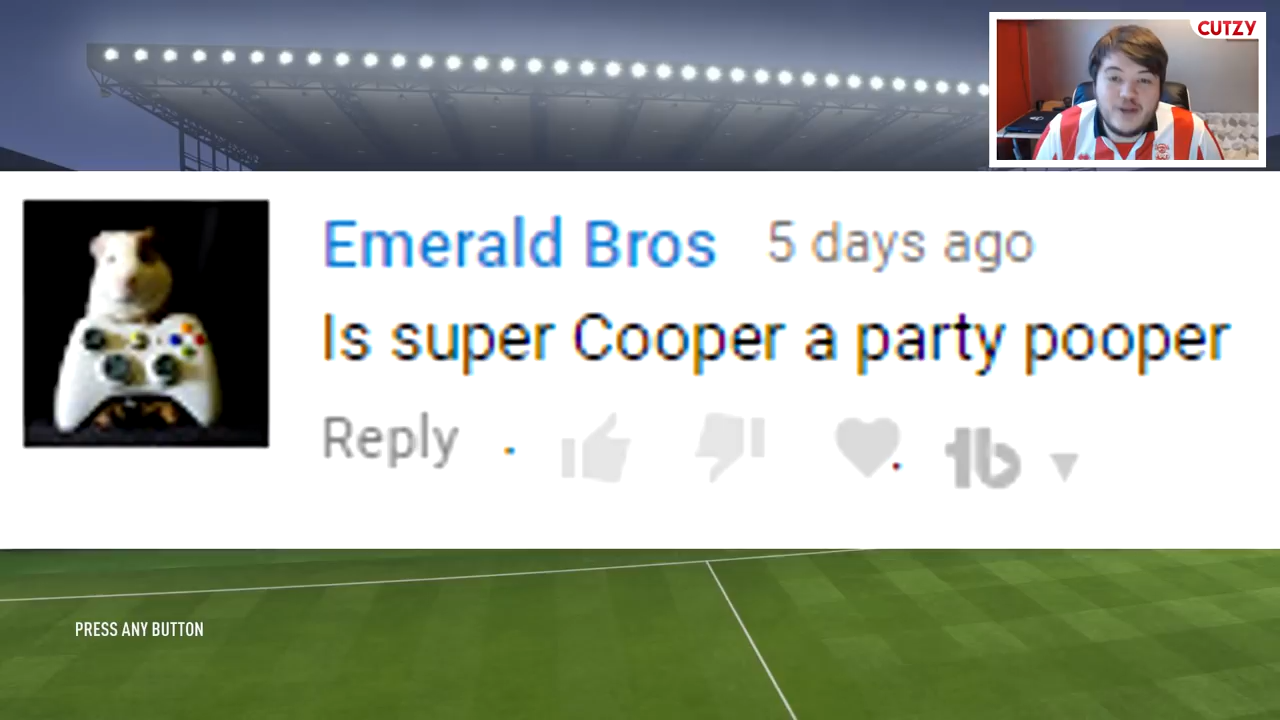 CUTZY
Emerald Bros 5 days ago
Is super Cooper a party pooper
Reply
PRESS ANY BUTTON